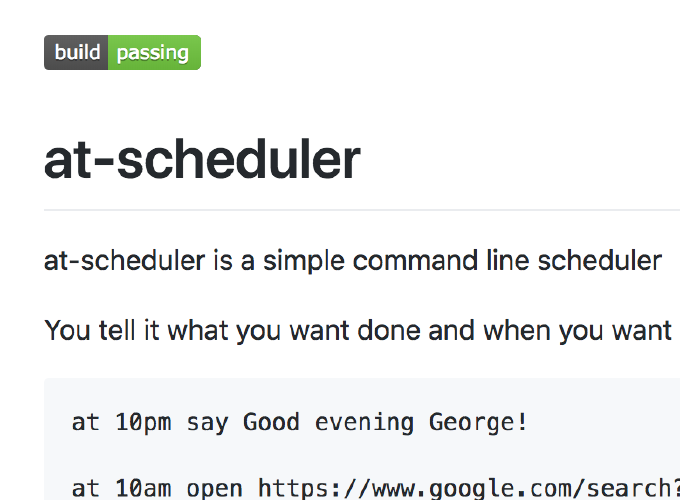 build passing
at-scheduler
at-scheduler is a simple command line scheduler
You tell it what you want done and when you want
at 10pm say Good evening George!
at 10am open https://www.google.com/search?